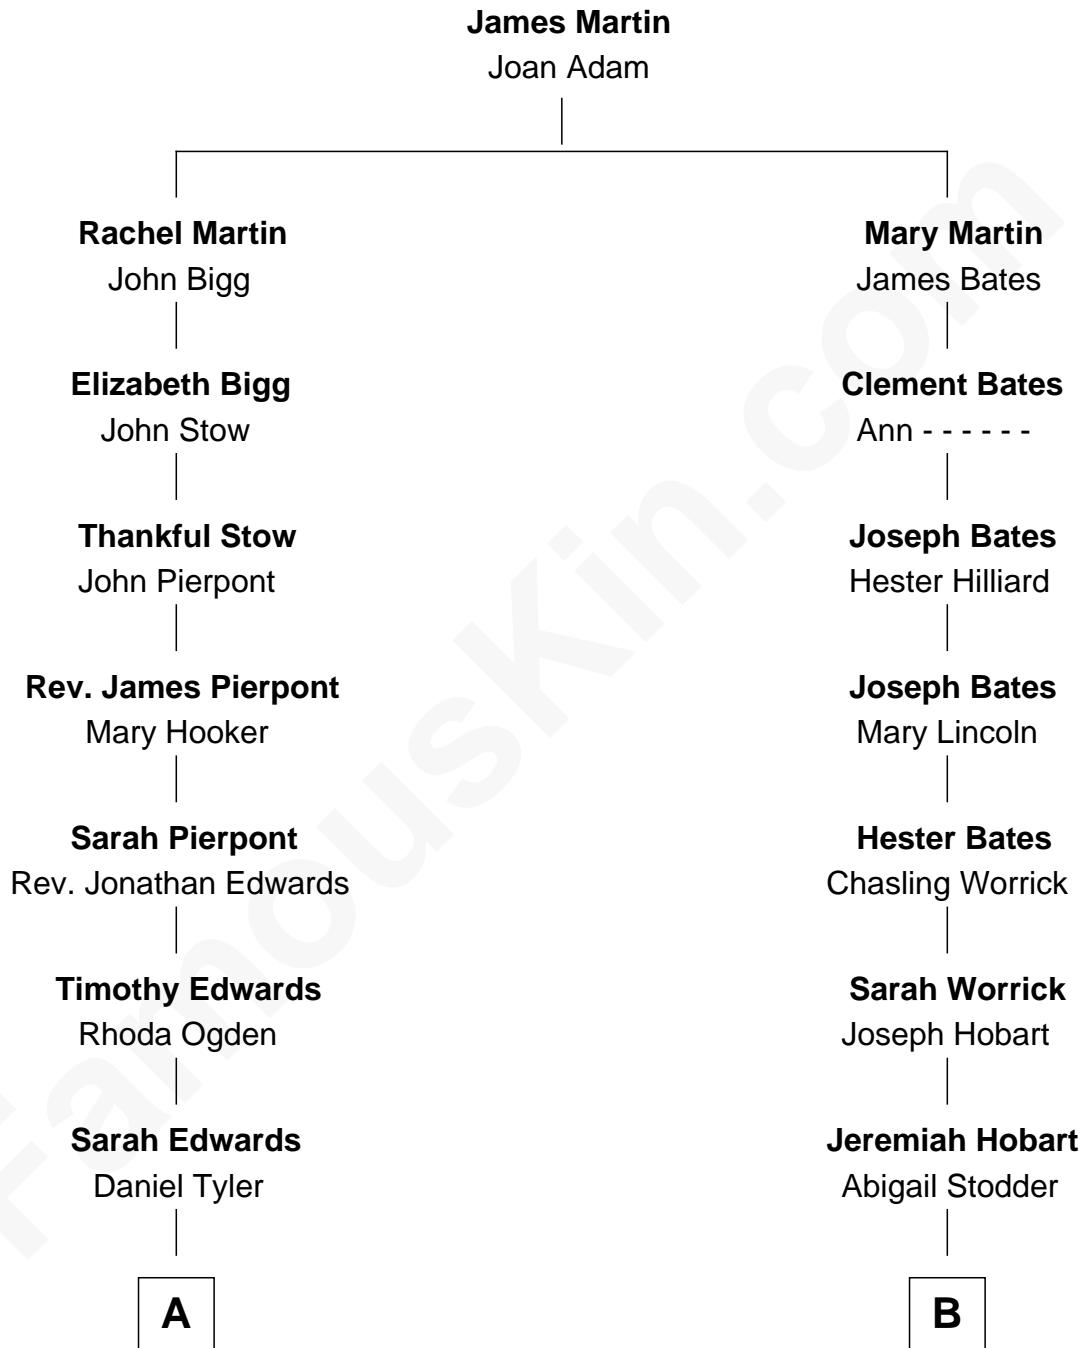 James Martin
Joan Adam
Rachel Martin
John Bigg
Mary Martin
James Bates
Elizabeth Bigg
John Stow
Clement Bates
Ann - - - - - -
Thankful Stow
John Pierpont
Joseph Bates
Hester Hilliard
Rev. James Pierpont
Mary Hooker
Joseph Bates
Mary Lincoln
Sarah Pierpont
Rev. Jonathan Edwards
Hester Bates
Chasling Worrick
Timothy Edwards
Rhoda Ogden
Sarah Worrick
Joseph Hobart
Sarah Edwards
Daniel Tyler
Jeremiah Hobart
Abigail Stodder
A
B
FamousKin.com